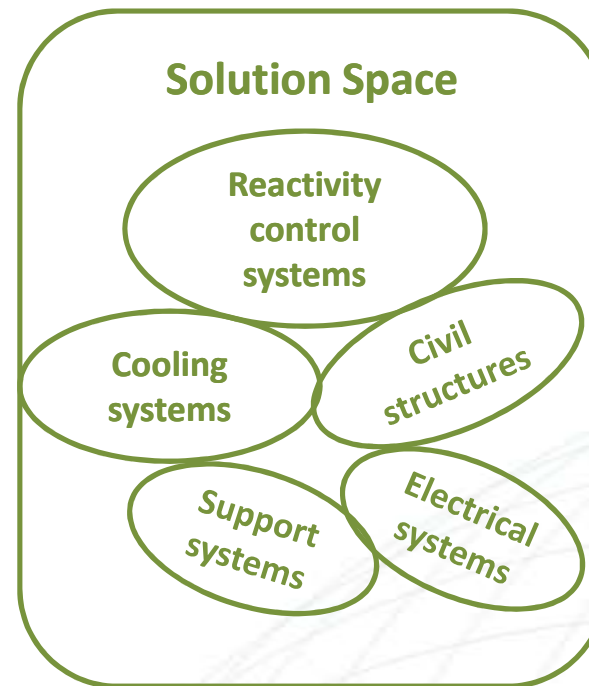 Solution Space
Reactivity
control
systems
Cooling
systems
Civil
structures
Support
systems
Electrical
systems